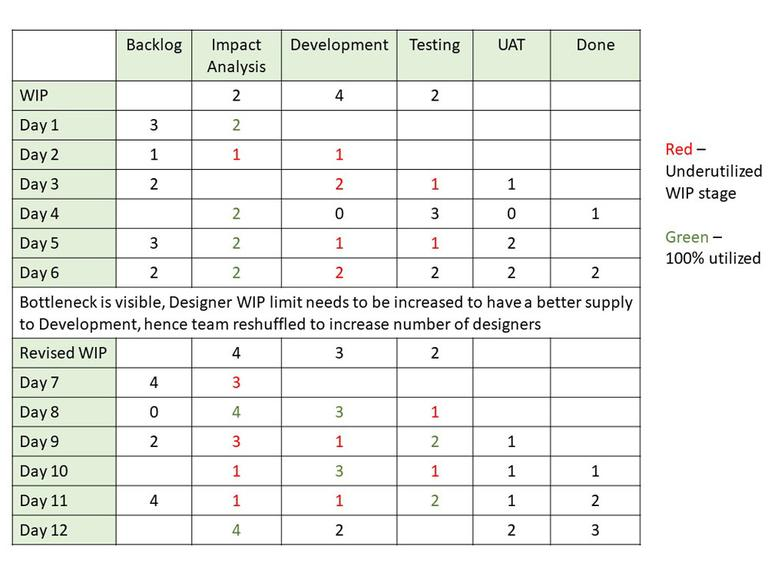 Backlog Impact Analysis Development Testing UAT Done
WIP 2 4 2
Day 1 3 2
Day 2 1 1 1
Day 3 2 2 1 1
Day 4 2 0 3 0 1
Day 5 3 2 1 1 2
Day 6 2 2 2 2 2 2
Bottleneck is visible, Designer WIP limit needs to be increased to have a better supply
to Development, hence team reshuffled to increase number of designers
Revised WIP 4 3 2
Day 7 4 3
Day 8 0 4 3 1
Day 9 2 3 1 2 1
Day 10 1 3 1 1 1
Day 11 4 1 1 2 1 2
Day 12 4 2 2 3
Red –
Underutilized
WIP stage
Green –
100% utilized